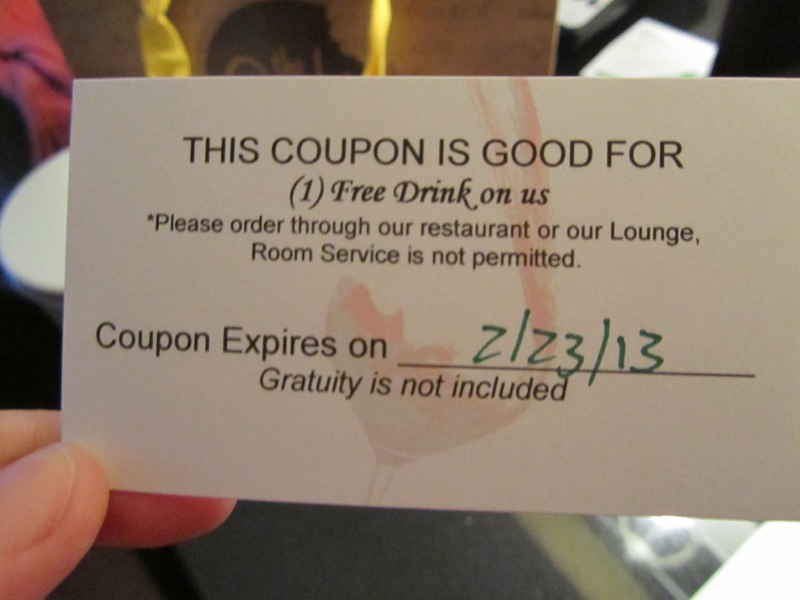 THIS COUPON IS GOOD FOR
(1) Free Drink on us
*Please order through our restaurant or our Lounge,
Room Service is not permitted.
Coupon Expires on 2/23/13
Gratuity is not included